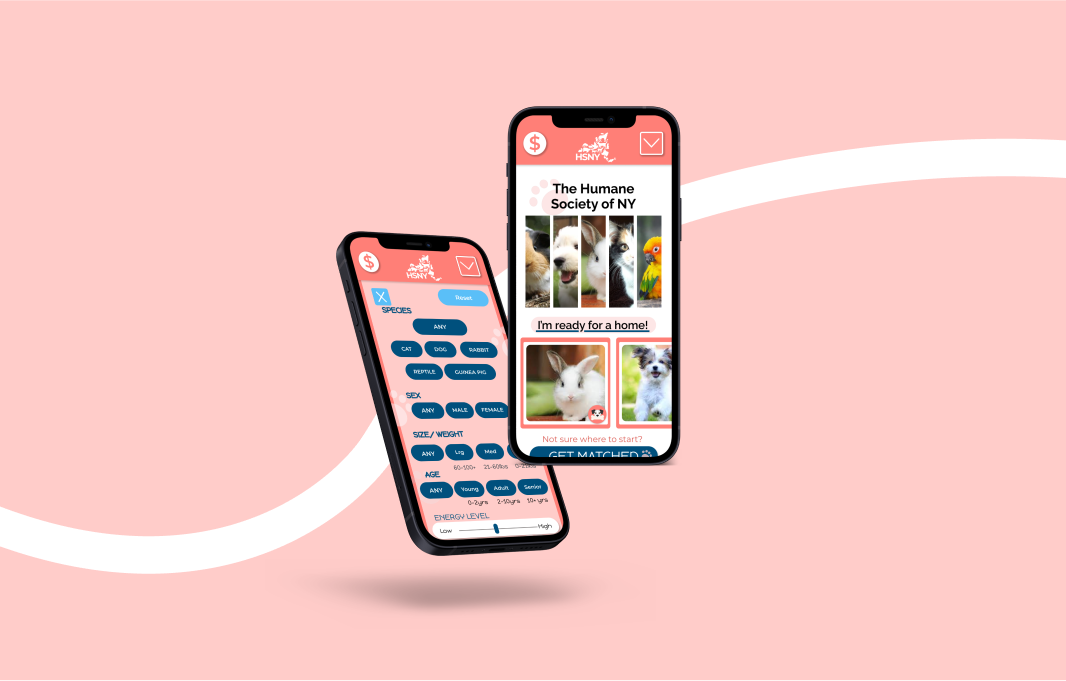 $
HSNY
Reset
X
SPECIES
ANY
CAT DOG RABBIT
REPTILE GUINEA PIG
SEX
ANY MALE FEMALE
SIZE / WEIGHT
ANY Lrg Med
60-100+ 21-60lbs
AGE
ANY Young Adult Senior
0-2yrs 2-10yrs 10+ yrs
ENERGY LEVEL
Low High
$
HSNY
The Humane
Society of NY
I'm ready for a home!
Not sure where to start?
GET MATCHED